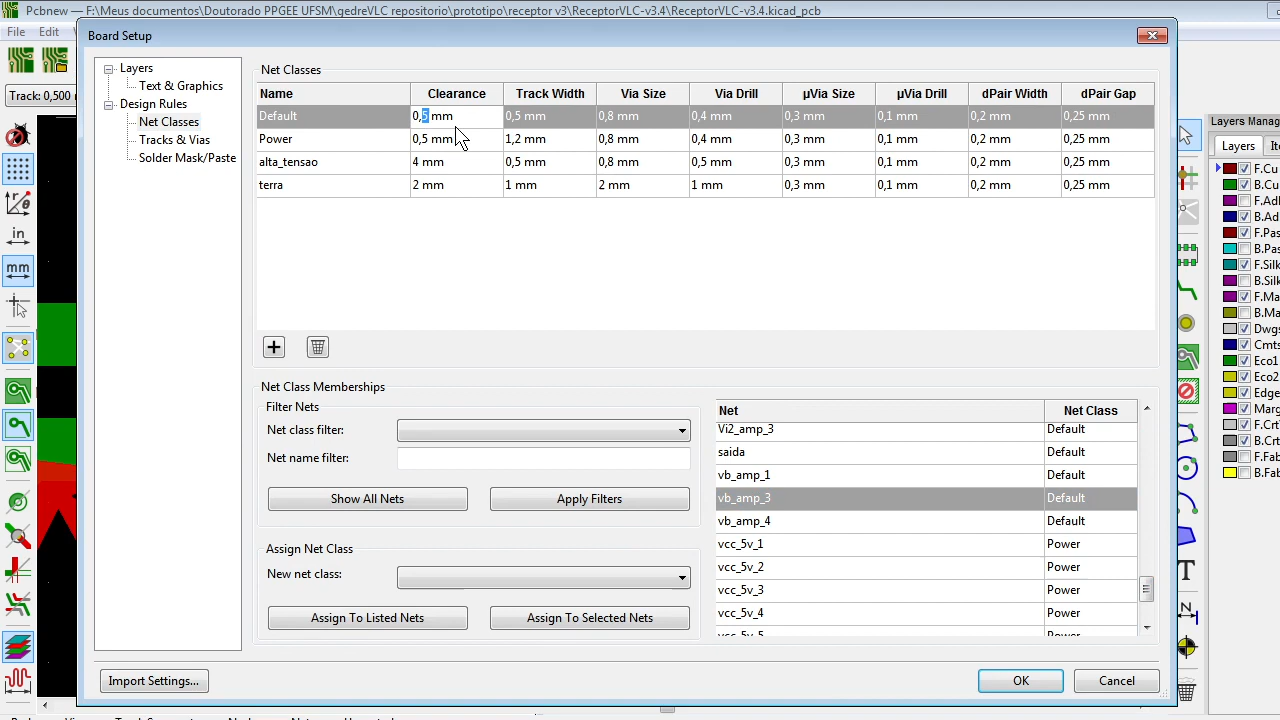 Pcbnew — F:\Meus documentos\Doutorado PPGEE UFSM\gedreVLC repositorio\prototipo\receptor v3\ReceptorVLC-v3.4\ReceptorVLC-v3.4.kicad_pcb
File Edit
Track: 0,500
Board Setup
Layers
Text & Graphics
Design Rules
Net Classes
Tracks & Vias
Solder Mask/Paste
Net Classes
Name Clearance Track Width Via Size Via Drill µVia Size µVia Drill dPair Width dPair Gap
Default 0,5 mm 0,5 mm 0,8 mm 0,4 mm 0,3 mm 0,1 mm 0,2 mm 0,25 mm
Power 0,5 mm 1,2 mm 0,8 mm 0,4 mm 0,3 mm 0,1 mm 0,2 mm 0,25 mm
alta_tensao 4 mm 0,5 mm 0,8 mm 0,5 mm 0,3 mm 0,1 mm 0,2 mm 0,25 mm
terra 2 mm 1 mm 2 mm 1 mm 0,3 mm 0,1 mm 0,2 mm 0,25 mm
Net Class Memberships
Filter Nets
Net class filter:
Net name filter:
Show All Nets Apply Filters
Assign Net Class
New net class:
Assign To Listed Nets Assign To Selected Nets
Net Net Class
Vi2_amp_3 Default
saida Default
vb_amp_1 Default
vb_amp_3 Default
vb_amp_4 Default
vcc_5v_1 Power
vcc_5v_2 Power
vcc_5v_3 Power
vcc_5v_4 Power
vcc_5v_5 Power
Import Settings... OK Cancel
in
mm
T
N
Layers Manag
Layers Ite
F.Cu
B.Cu
F.Adl
B.Ad
F.Pas
B.Pas
F.Silk
B.Silk
F.Ma
B.Ma
Dwgs
Cmts
Eco1
Eco2
Edge
Marg
F.CrtY
B.Crt
F.Fab
B.Fab